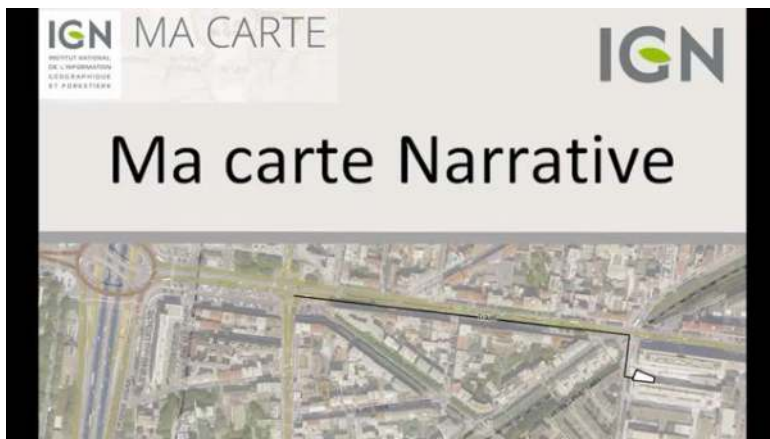 IGN
MA CARTE
INSTITUT NATIONAL
DE L'INFORMATION
GÉOGRAPHIQUE
ET FORESTIÈRE
IGN
Ma carte Narrative